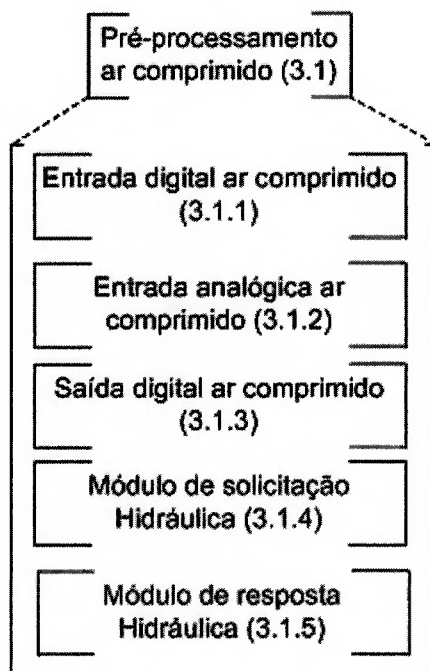 Pré-processamento
ar comprimido (3.1)
Entrada digital ar comprimido
(3.1.1)
Entrada analógica ar
comprimido (3.1.2)
Saída digital ar comprimido
(3.1.3)
Módulo de solicitação
Hidráulica (3.1.4)
Módulo de resposta
Hidráulica (3.1.5)